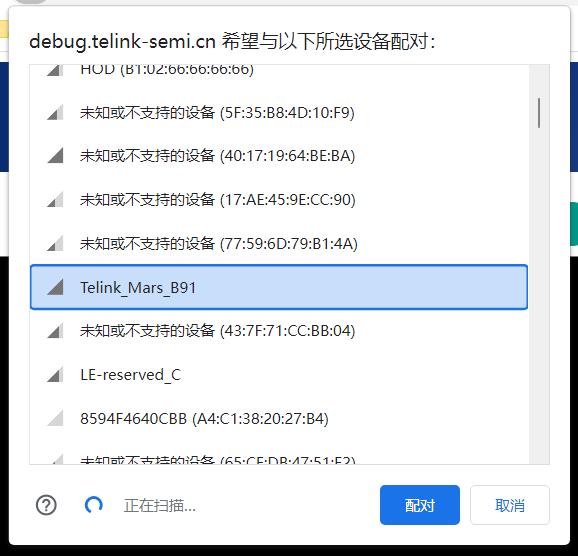 debug.telink-semi.cn 希望与以下所选设备配对：
HOD (B1:02:66:66:66:66)
未知或不支持的设备 (5F:35:B8:4D:10:F9)
未知或不支持的设备 (40:17:19:64:BE:BA)
未知或不支持的设备 (17:AE:45:9E:CC:90)
未知或不支持的设备 (77:59:6D:79:B1:4A)
Telink_Mars_B91
未知或不支持的设备 (43:7F:71:CC:BB:04)
LE-reserved_C
8594F4640CBB (A4:C1:38:20:27:B4)
未知或不支持的设备
正在扫描...
配对
取消